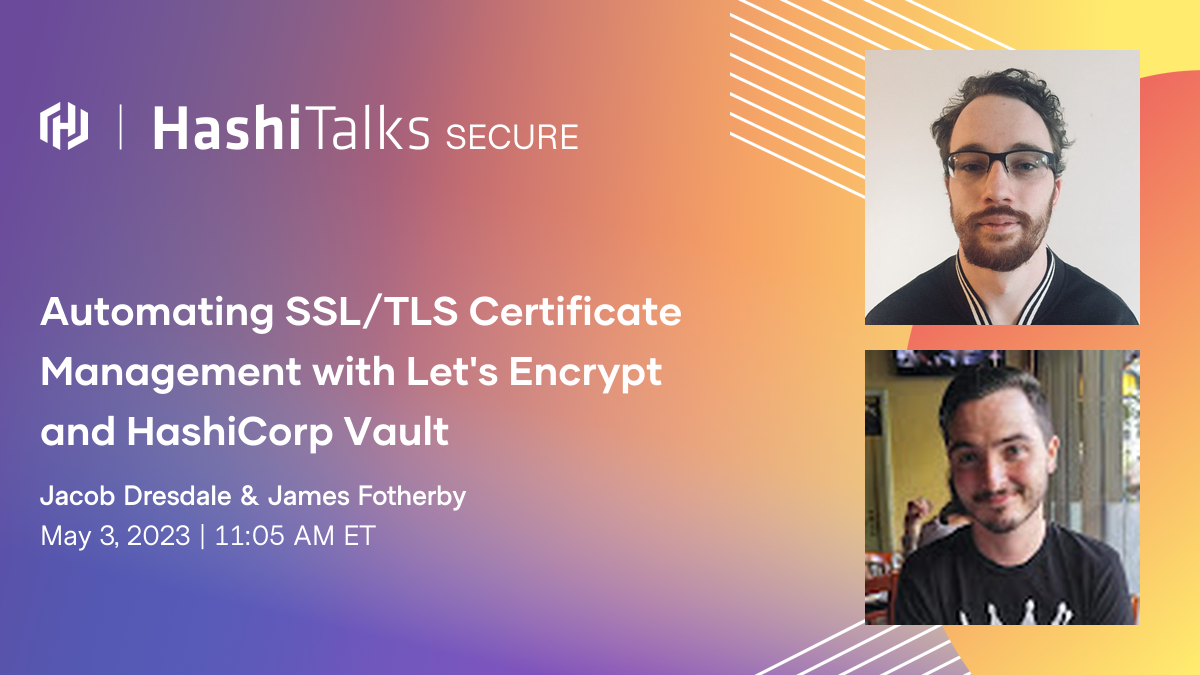 HashiTalks SECURE
Automating SSL/TLS Certificate
Management with Let's Encrypt
and HashiCorp Vault
Jacob Dresdale & James Fotherby
May 3, 2023 | 11:05 AM ET